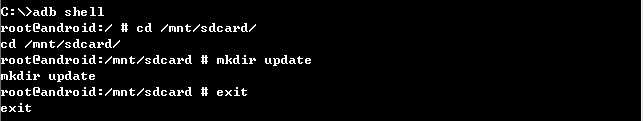 C:\>adb shell
root@android:/ # cd /mnt/sdcard/
cd /mnt/sdcard/
root@android:/mnt/sdcard # mkdir update
mkdir update
root@android:/mnt/sdcard # exit
exit